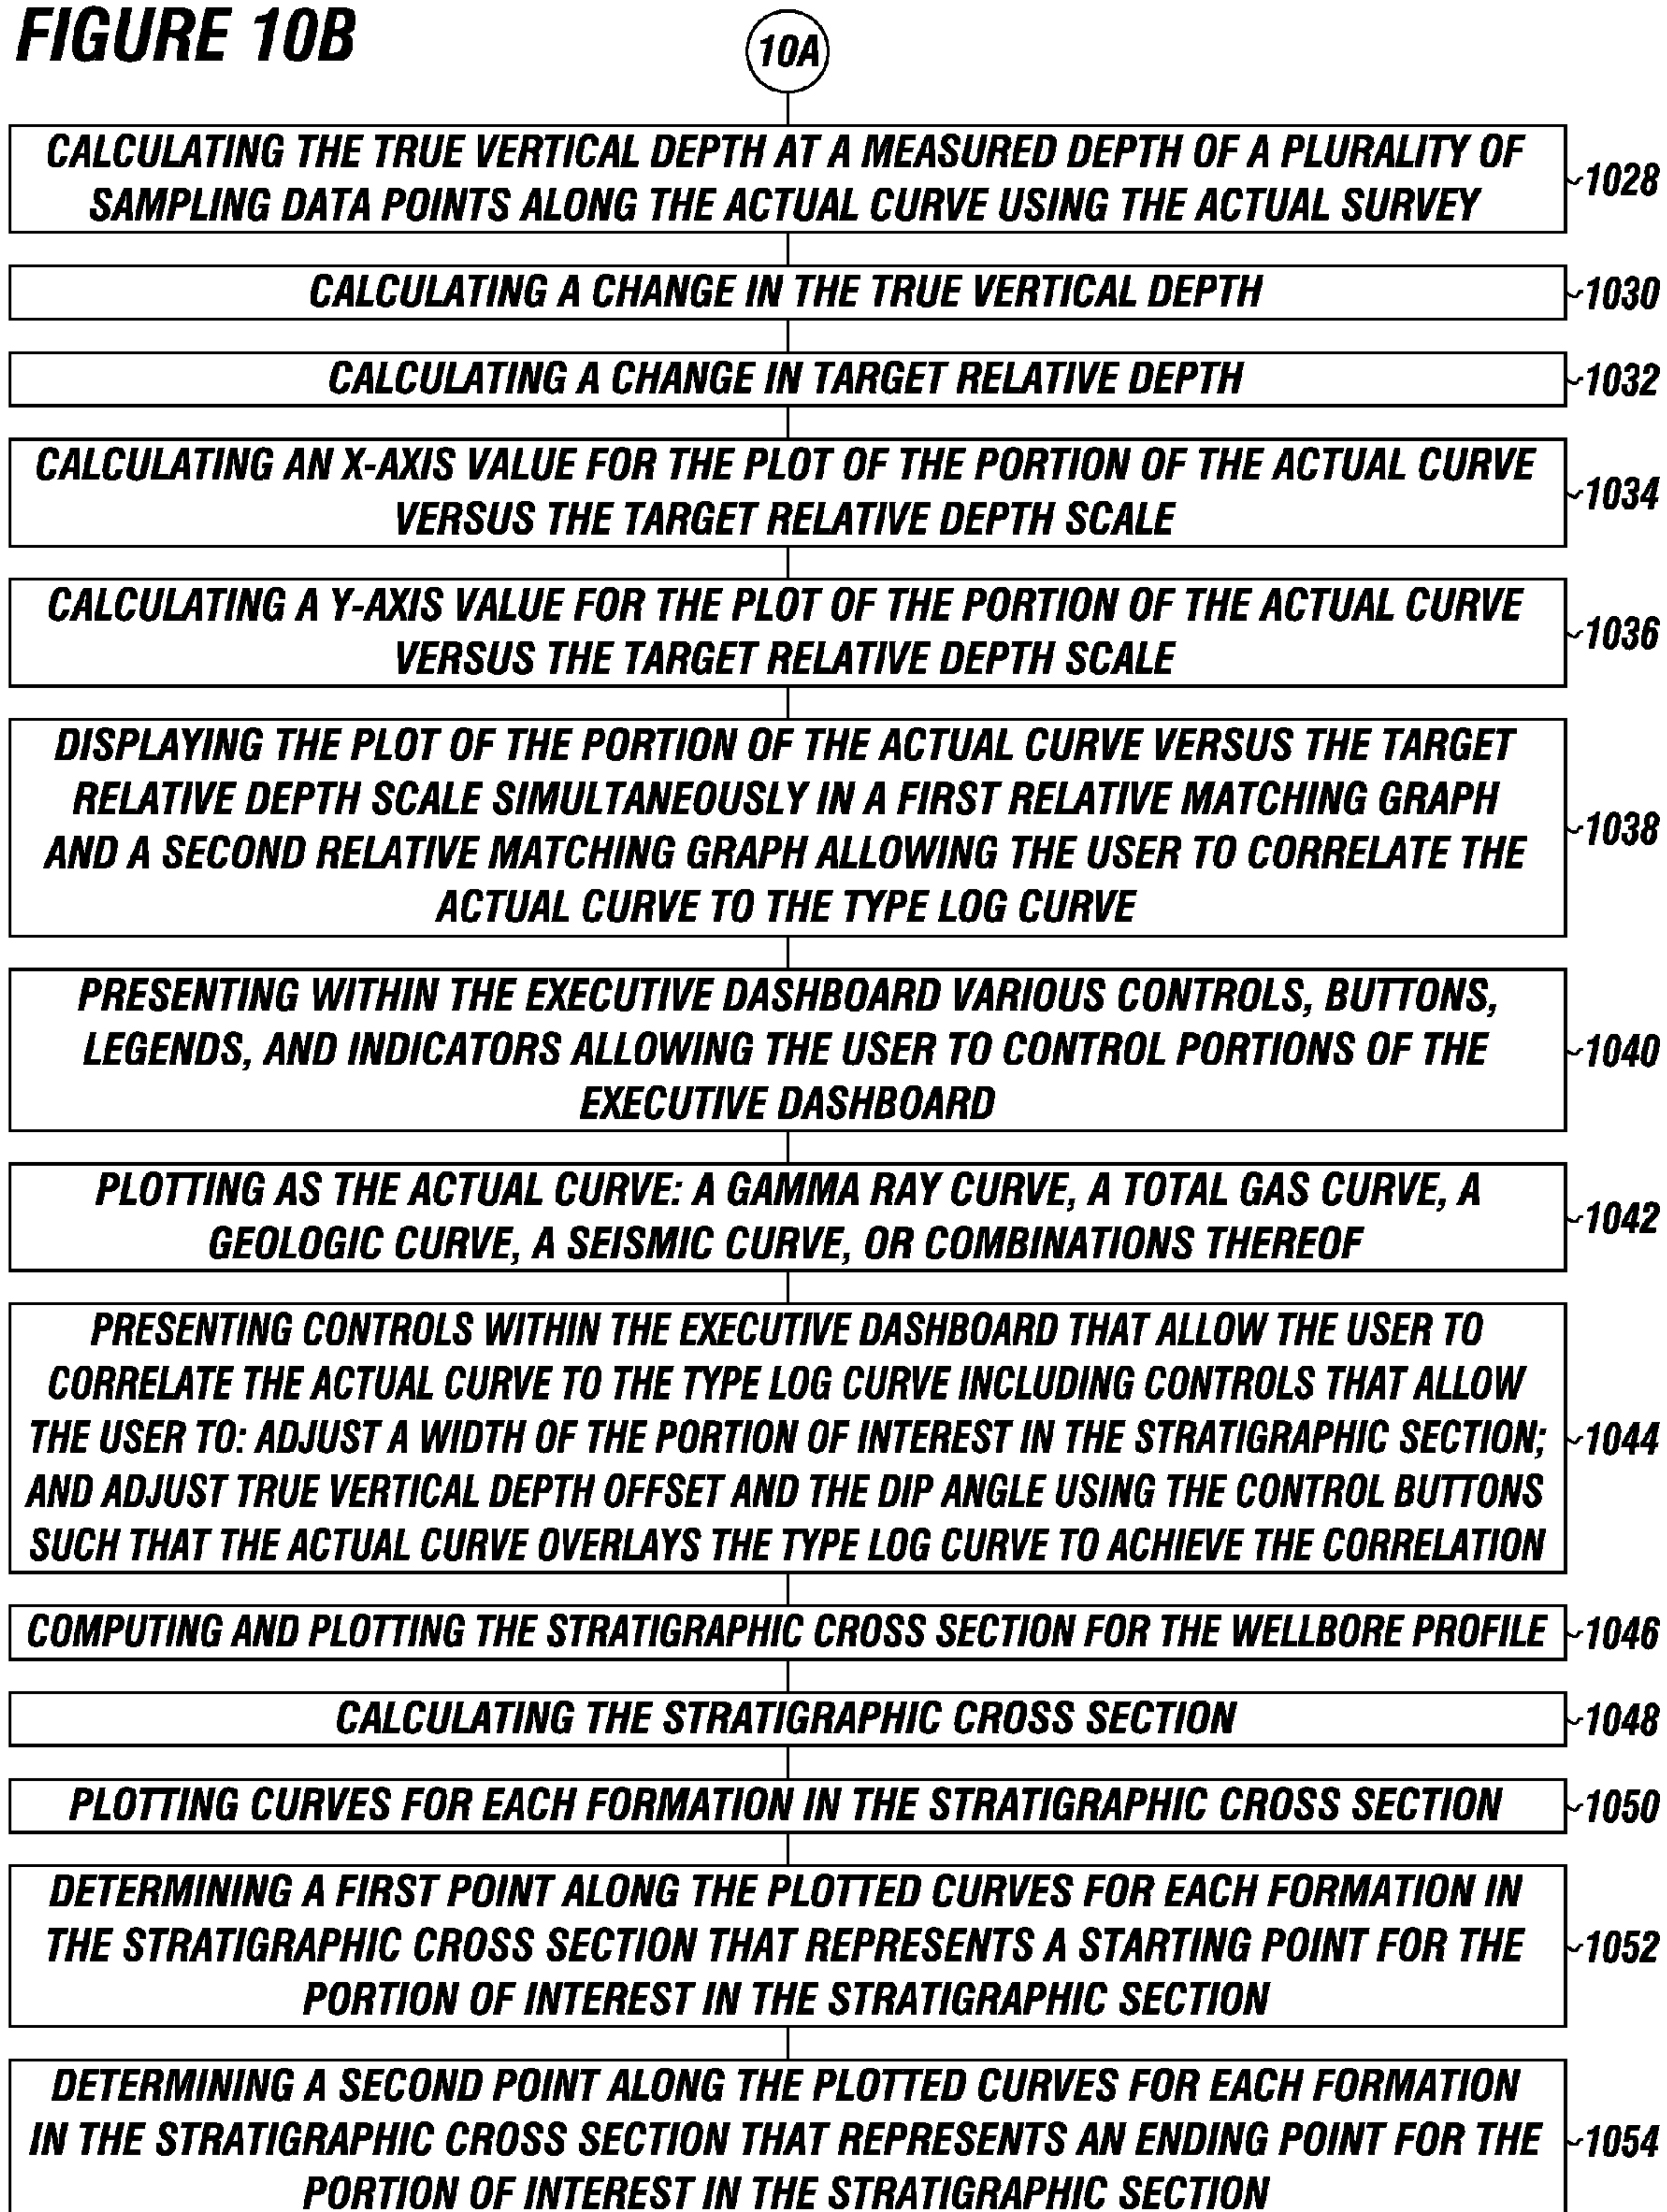 FIGURE 10B
10A
CALCULATING THE TRUE VERTICAL DEPTH AT A MEASURED DEPTH OF A PLURALITY OF
SAMPLING DATA POINTS ALONG THE ACTUAL CURVE USING THE ACTUAL SURVEY
1028
CALCULATING A CHANGE IN THE TRUE VERTICAL DEPTH
1030
CALCULATING A CHANGE IN TARGET RELATIVE DEPTH
1032
CALCULATING AN X-AXIS VALUE FOR THE PLOT OF THE PORTION OF THE ACTUAL CURVE
VERSUS THE TARGET RELATIVE DEPTH SCALE
1034
CALCULATING A Y-AXIS VALUE FOR THE PLOT OF THE PORTION OF THE ACTUAL CURVE
VERSUS THE TARGET RELATIVE DEPTH SCALE
1036
DISPLAYING THE PLOT OF THE PORTION OF THE ACTUAL CURVE VERSUS THE TARGET
RELATIVE DEPTH SCALE SIMULTANEOUSLY IN A FIRST RELATIVE MATCHING GRAPH
AND A SECOND RELATIVE MATCHING GRAPH ALLOWING THE USER TO CORRELATE THE
ACTUAL CURVE TO THE TYPE LOG CURVE
1038
PRESENTING WITHIN THE EXECUTIVE DASHBOARD VARIOUS CONTROLS, BUTTONS,
LEGENDS, AND INDICATORS ALLOWING THE USER TO CONTROL PORTIONS OF THE
EXECUTIVE DASHBOARD
1040
PLOTTING AS THE ACTUAL CURVE: A GAMMA RAY CURVE, A TOTAL GAS CURVE, A
GEOLOGIC CURVE, A SEISMIC CURVE, OR COMBINATIONS THEREOF
1042
PRESENTING CONTROLS WITHIN THE EXECUTIVE DASHBOARD THAT ALLOW THE USER TO
CORRELATE THE ACTUAL CURVE TO THE TYPE LOG CURVE INCLUDING CONTROLS THAT ALLOW
THE USER TO: ADJUST A WIDTH OF THE PORTION OF INTEREST IN THE STRATIGRAPHIC SECTION;
AND ADJUST TRUE VERTICAL DEPTH OFFSET AND THE DIP ANGLE USING THE CONTROL BUTTONS
SUCH THAT THE ACTUAL CURVE OVERLAYS THE TYPE LOG CURVE TO ACHIEVE THE CORRELATION
1044
COMPUTING AND PLOTTING THE STRATIGRAPHIC CROSS SECTION FOR THE WELLBORE PROFILE
1046
CALCULATING THE STRATIGRAPHIC CROSS SECTION
1048
PLOTTING CURVES FOR EACH FORMATION IN THE STRATIGRAPHIC CROSS SECTION
1050
DETERMINING A FIRST POINT ALONG THE PLOTTED CURVES FOR EACH FORMATION IN
THE STRATIGRAPHIC CROSS SECTION THAT REPRESENTS A STARTING POINT FOR THE
PORTION OF INTEREST IN THE STRATIGRAPHIC SECTION
1052
DETERMINING A SECOND POINT ALONG THE PLOTTED CURVES FOR EACH FORMATION
IN THE STRATIGRAPHIC CROSS SECTION THAT REPRESENTS AN ENDING POINT FOR THE
PORTION OF INTEREST IN THE STRATIGRAPHIC SECTION
1054